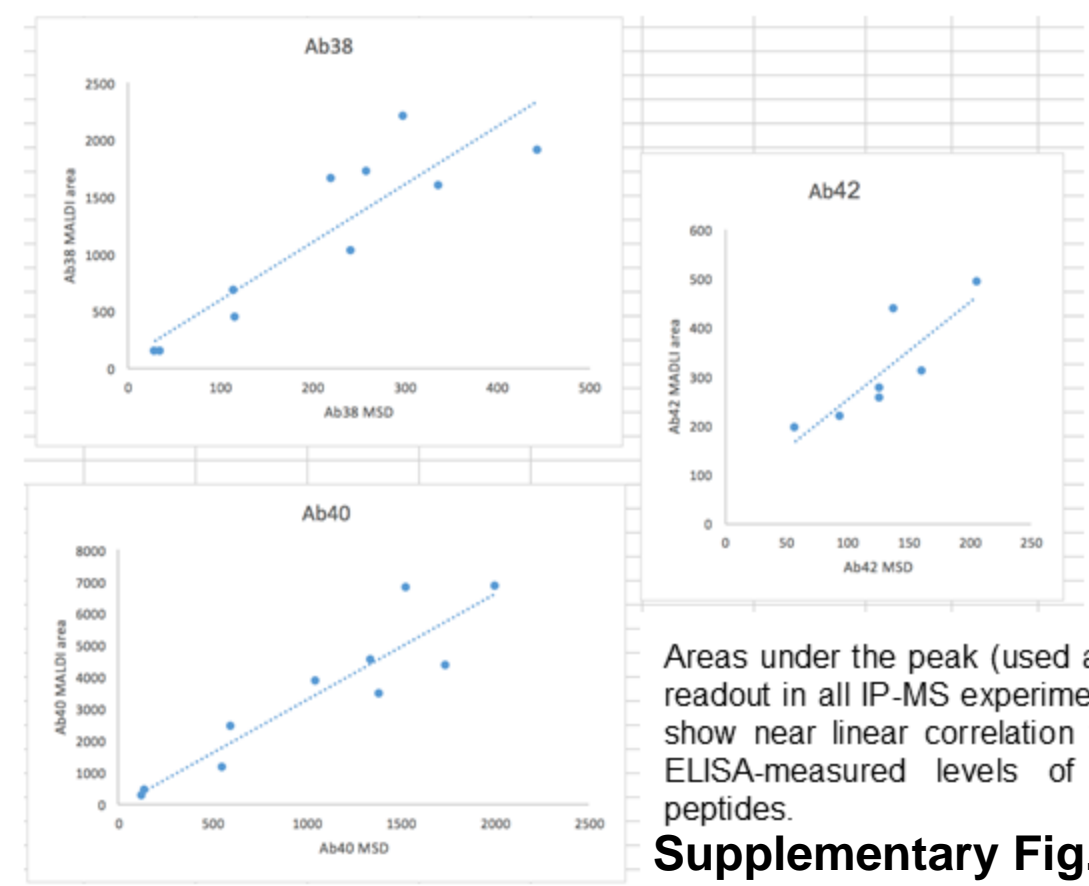 Ab38
2500
2000
1500
1000
500
0
Ab38 MALDI area
0 100 200 300 400 500
Ab38 MSD
Ab42
600
500
400
300
200
100
0
Ab42 MADLI area
0 50 100 150 200 250
Ab42 MSD
Ab40
8000
7000
6000
5000
4000
3000
2000
1000
0
Ab40 MALDI area
0 500 1000 1500 2000 2500
Ab40 MSD
Areas under the peak (used a
readout in all IP-MS experime
show near linear correlation
ELISA-measured levels of
peptides.
Supplementary Fig.